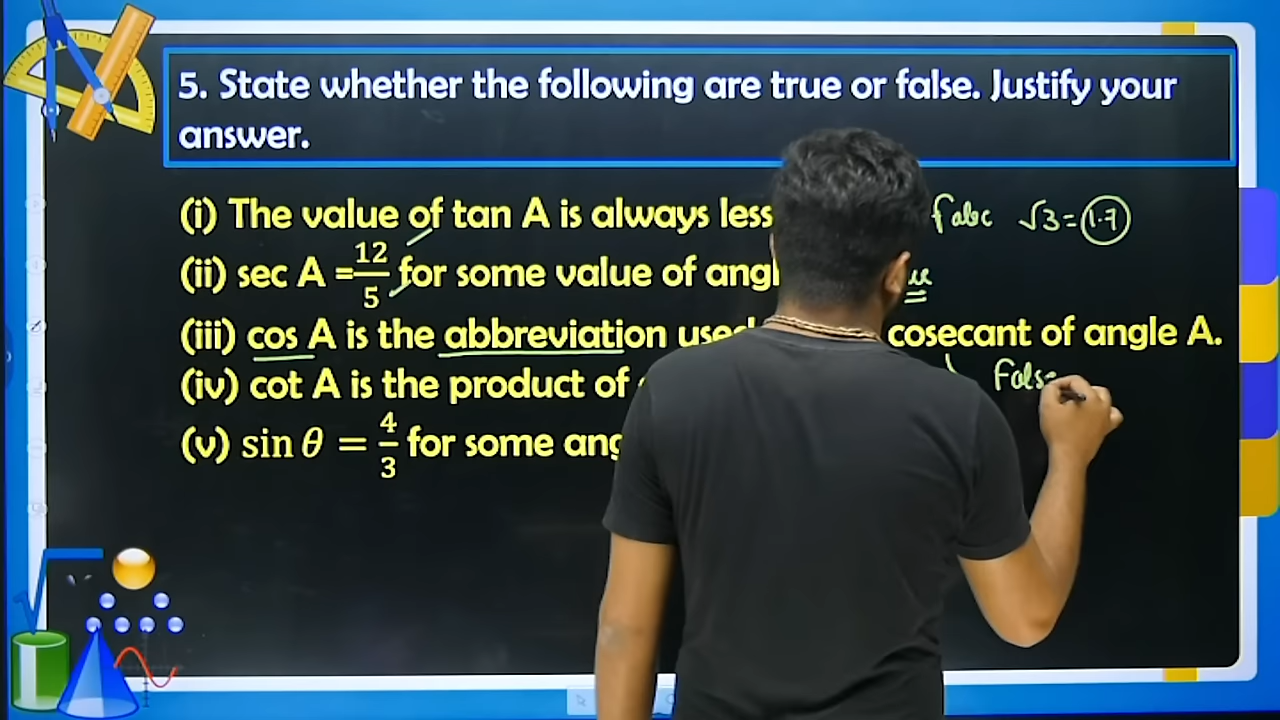 5. State whether the following are true or false. Justify your
answer.
(i) The value of tan A is always less False √3=1.7
(ii) sec A = 12/5 for some value of angl
(iii) cos A is the abbreviation used cosecant of angle A.
(iv) cot A is the product of False
(v) sin θ = 4/3 for some ang